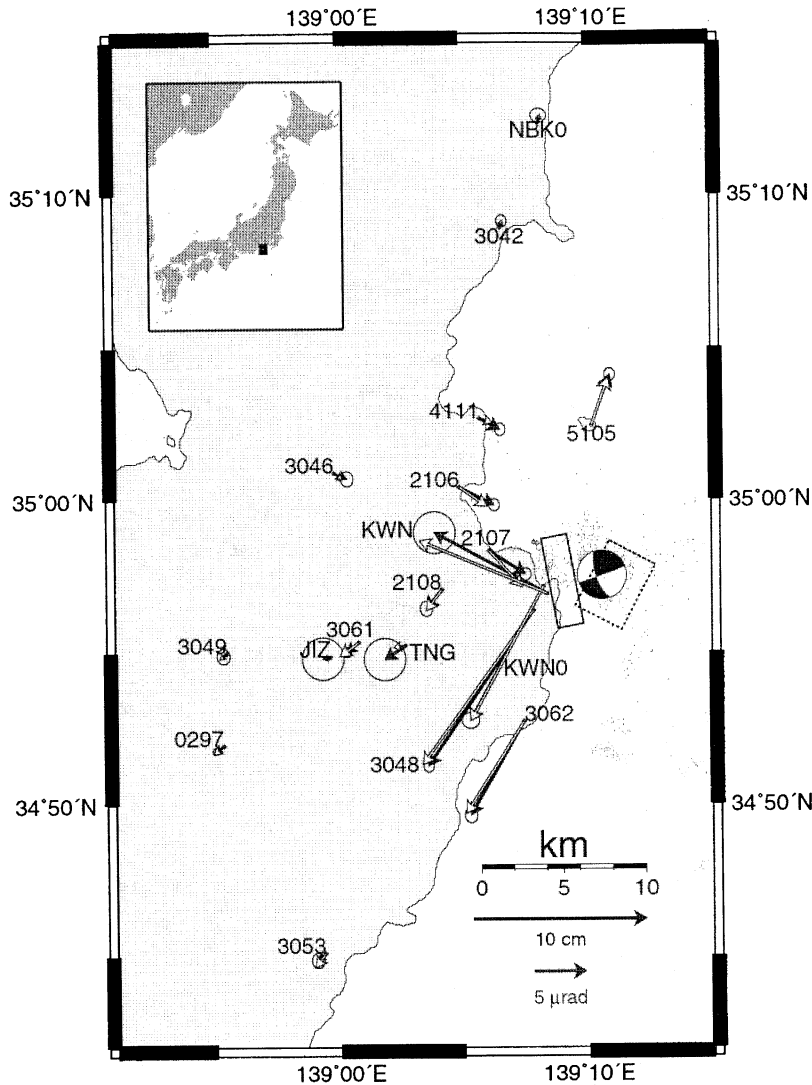 139°00´E
139°10´E
NBK0
35°10´N
35°10´N
3042
4111
5105
3046
2106
35°00´N
35°00´N
KWN
2107
2108
3061
3049
JIZ
TNG
KWN0
3062
0297
3048
34°50´N
34°50´N
km
0
5
10
10 cm
3053
5 µrad
139°00´E
139°10´E